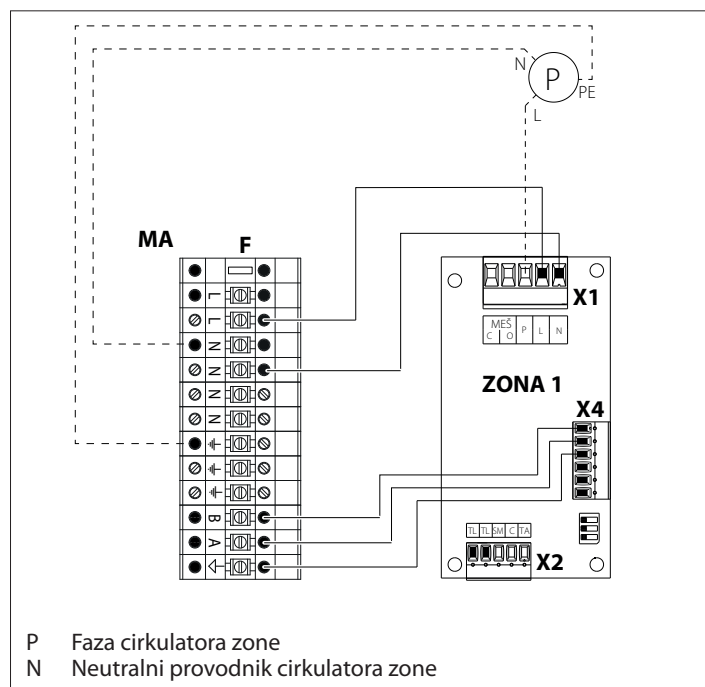 N P PE
L
MA F
L
L
N
N
N
N
B
A
X1
MEŠ
C O P L N
ZONA 1
X4
TL TL SM C TA
X2
P Faza cirkulatora zone
N Neutralni provodnik cirkulatora zone